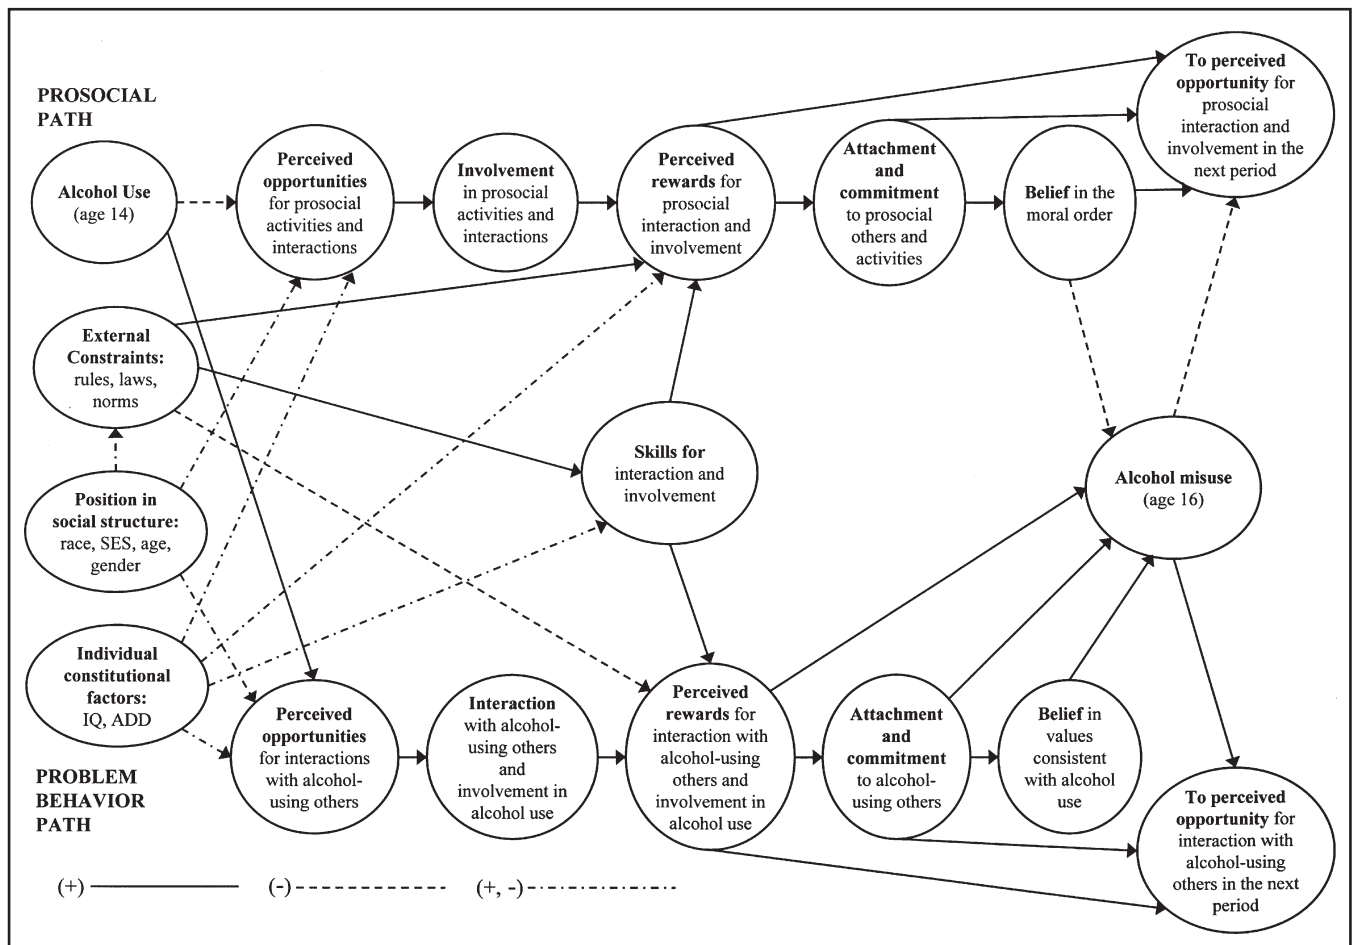 PROSOCIAL
PATH
Alcohol Use
(age 14)
Perceived
opportunities
for prosocial
activities and
interactions
Involvement
in prosocial
activities and
interactions
Perceived
rewards for
prosocial
interaction and
involvement
Attachment
and
commitment
to prosocial
others and
activities
Belief in the
moral order
To perceived
opportunity for
prosocial
interaction and
involvement in the
next period
External
Constraints:
rules, laws,
norms
Skills for
interaction and
involvement
Alcohol misuse
(age 16)
Position in
social structure:
race, SES, age,
gender
Individual
constitutional
factors:
IQ, ADD
PROBLEM
BEHAVIOR
PATH
Perceived
opportunities
for interactions
with alcohol-
using others
Interaction
with alcohol-
using others
and
involvement in
alcohol use
Perceived
rewards for
interaction with
alcohol-using
others and
involvement in
alcohol use
Attachment
and
commitment
to alcohol-
using others
Belief in
values
consistent
with alcohol
use
To perceived
opportunity for
interaction with
alcohol-using
others in the next
period
(+)
(-)
(+, -)